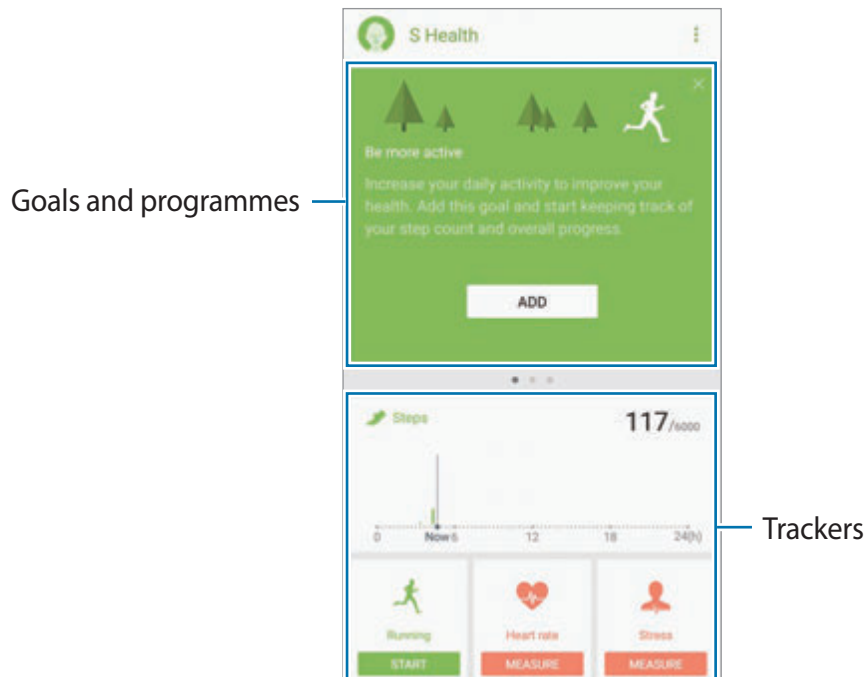 S Health
Goals and programmes
Be more active
Increase your daily activity to improve your
health. Add this goal and start keeping track of
your step count and overall progress.
ADD
Steps
117/6000
0 Now 6 12 18 24(h)
Trackers
Running Heart rate Stress
START MEASURE MEASURE